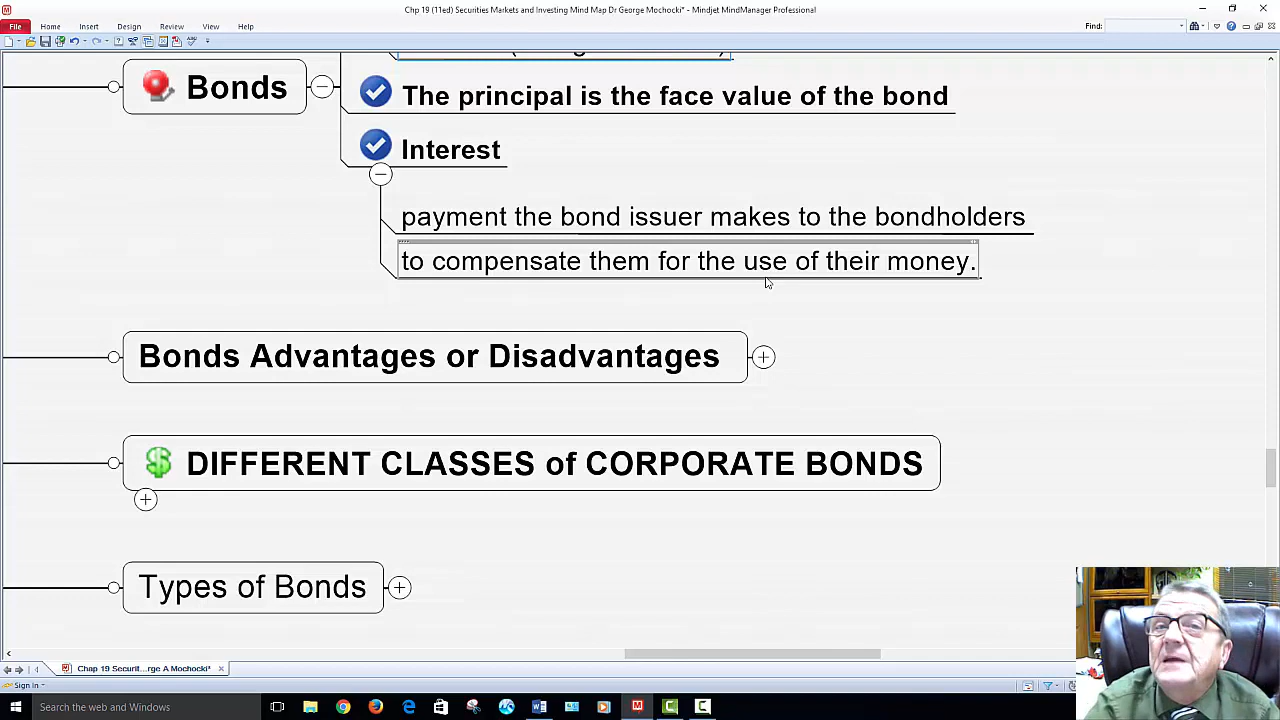 Chp 19 (11ed) Securities Markets and Investing Mind Map Dr George Mochocki* - Mindjet MindManager Professional
File Home Insert Design Review View Help Find:
Bonds
The principal is the face value of the bond
Interest
payment the bond issuer makes to the bondholders
to compensate them for the use of their money.
Bonds Advantages or Disadvantages
DIFFERENT CLASSES of CORPORATE BONDS
Types of Bonds
Chap 19 Securit...rge A Mochocki*
Sign In
Search the web and Windows